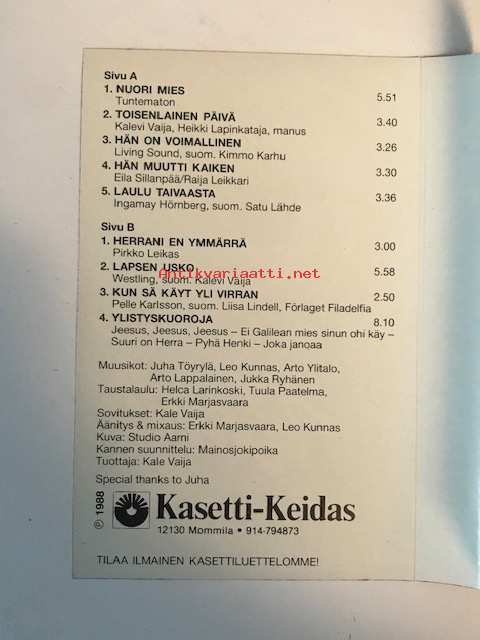 Sivu A
1. NUORI MIES
Tuntematon 5.51
2. TOISENLAINEN PÄIVÄ
Kalevi Vaija, Heikki Lapinkataja, manus 3.40
3. HÄN ON VOIMALLINEN
Living Sound, suom. Kimmo Karhu 3.26
4. HÄN MUUTTI KAIKEN
Eila Sillanpää/Raija Leikkari 3.30
5. LAULU TAIVAASTA
Ingamay Hörnberg, suom. Satu Lähde 3.36
Sivu B
1. HERRANI EN YMMÄRRÄ
Pirkko Leikas 3.00
2. LAPSEN USKO
Antikvariaatti.net
Westling, suom. Kalevi Vaija 5.58
3. KUN SÄ KÄYT YLI VIRRAN 2.50
Pelle Karlsson, suom. Liisa Lindell, Förlaget Filadelfia
4. YLISTYSKUOROJA 8.10
Jeesus, Jeesus, Jeesus – Ei Galilean mies sinun ohi käy –
Suuri on Herra – Pyhä Henki – Joka janoaa
Muusikot: Juha Töyrylä, Leo Kunnas, Arto Ylitalo,
Arto Lappalainen, Jukka Ryhänen
Taustalaulu: Helca Larinkoski, Tuula Paatelma,
Erkki Marjasvaara
Sovitukset: Kale Vaija
Äänitys & mixaus: Erkki Marjasvaara, Leo Kunnas
Kuva: Studio Aarni
Kannen suunnittelu: Mainosjokipoika
Tuottaja: Kale Vaija
Special thanks to Juha
℗ 1988
Kasetti-Keidas
12130 Mommila • 914-794873
TILAA ILMAINEN KASETTILUETTELOMME!